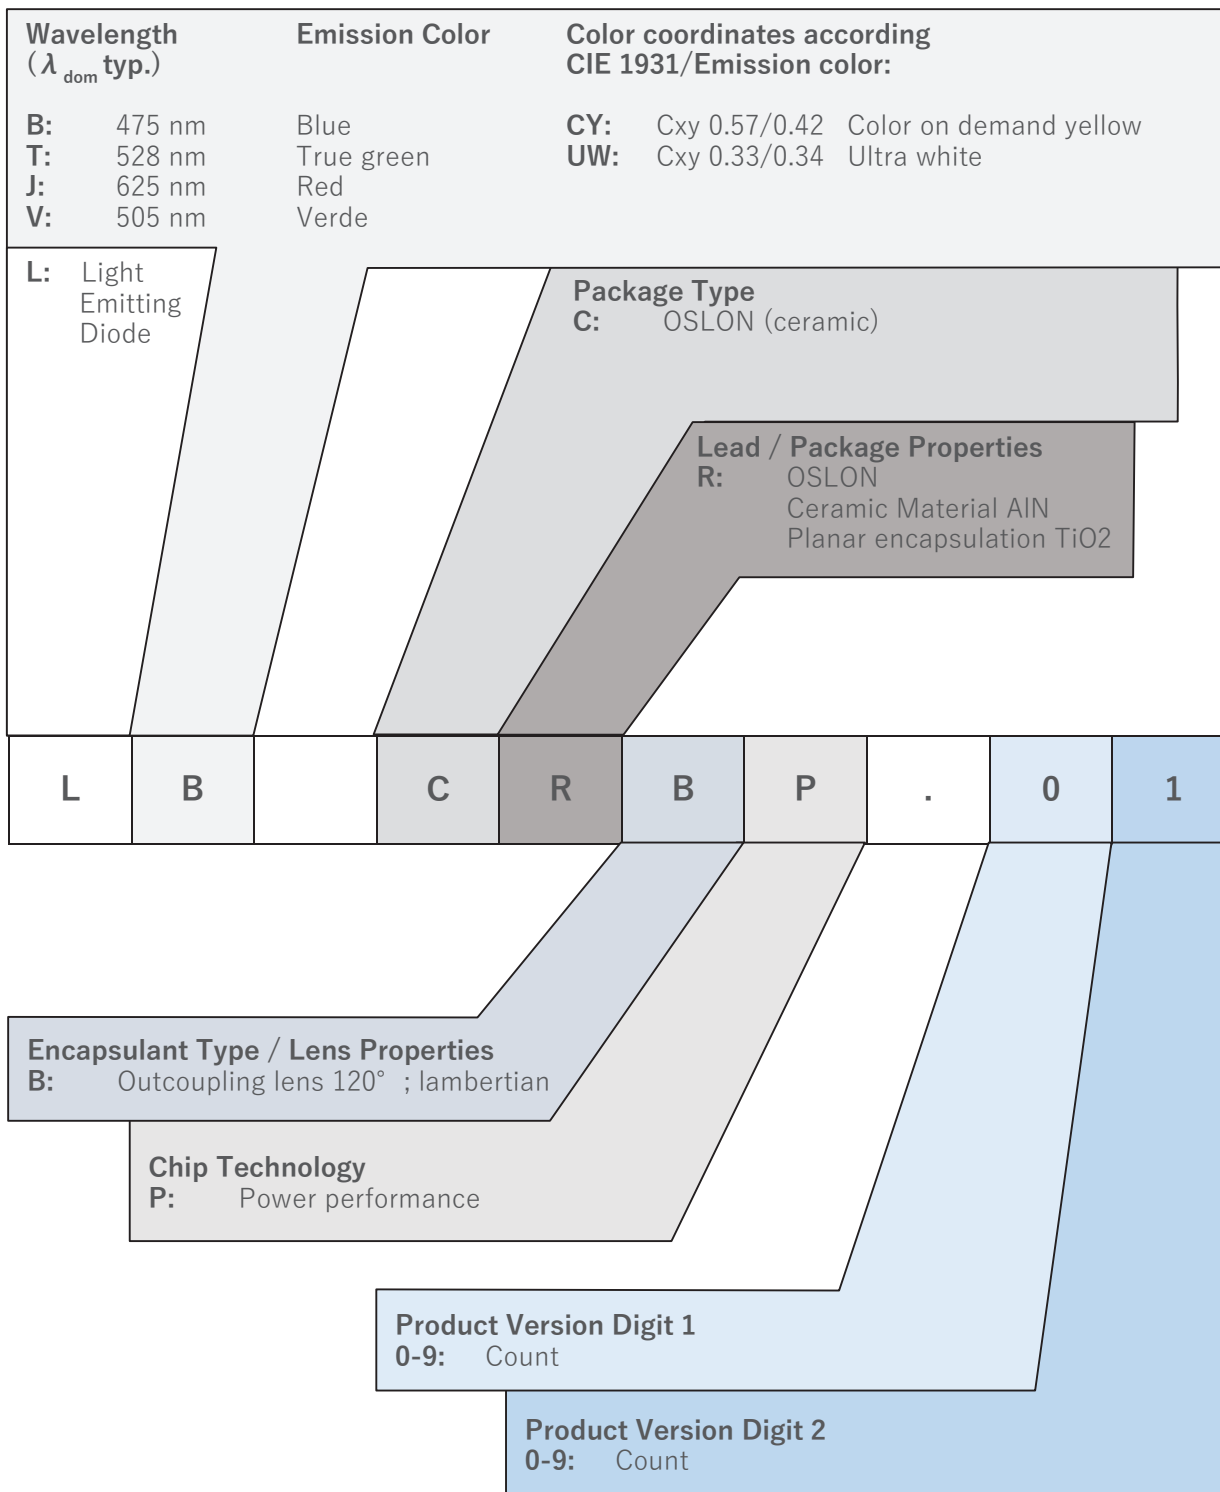 Wavelength Emission Color Color coordinates according
(λ dom typ.) CIE 1931/Emission color:
B: 475 nm Blue CY: Cxy 0.57/0.42 Color on demand yellow
T: 528 nm True green UW: Cxy 0.33/0.34 Ultra white
J: 625 nm Red
V: 505 nm Verde
L: Light
Emitting
Diode
Package Type
C: OSLON (ceramic)
Lead / Package Properties
R: OSLON
Ceramic Material AlN
Planar encapsulation TiO2
L B C R B P . 0 1
Encapsulant Type / Lens Properties
B: Outcoupling lens 120° ; lambertian
Chip Technology
P: Power performance
Product Version Digit 1
0-9: Count
Product Version Digit 2
0-9: Count